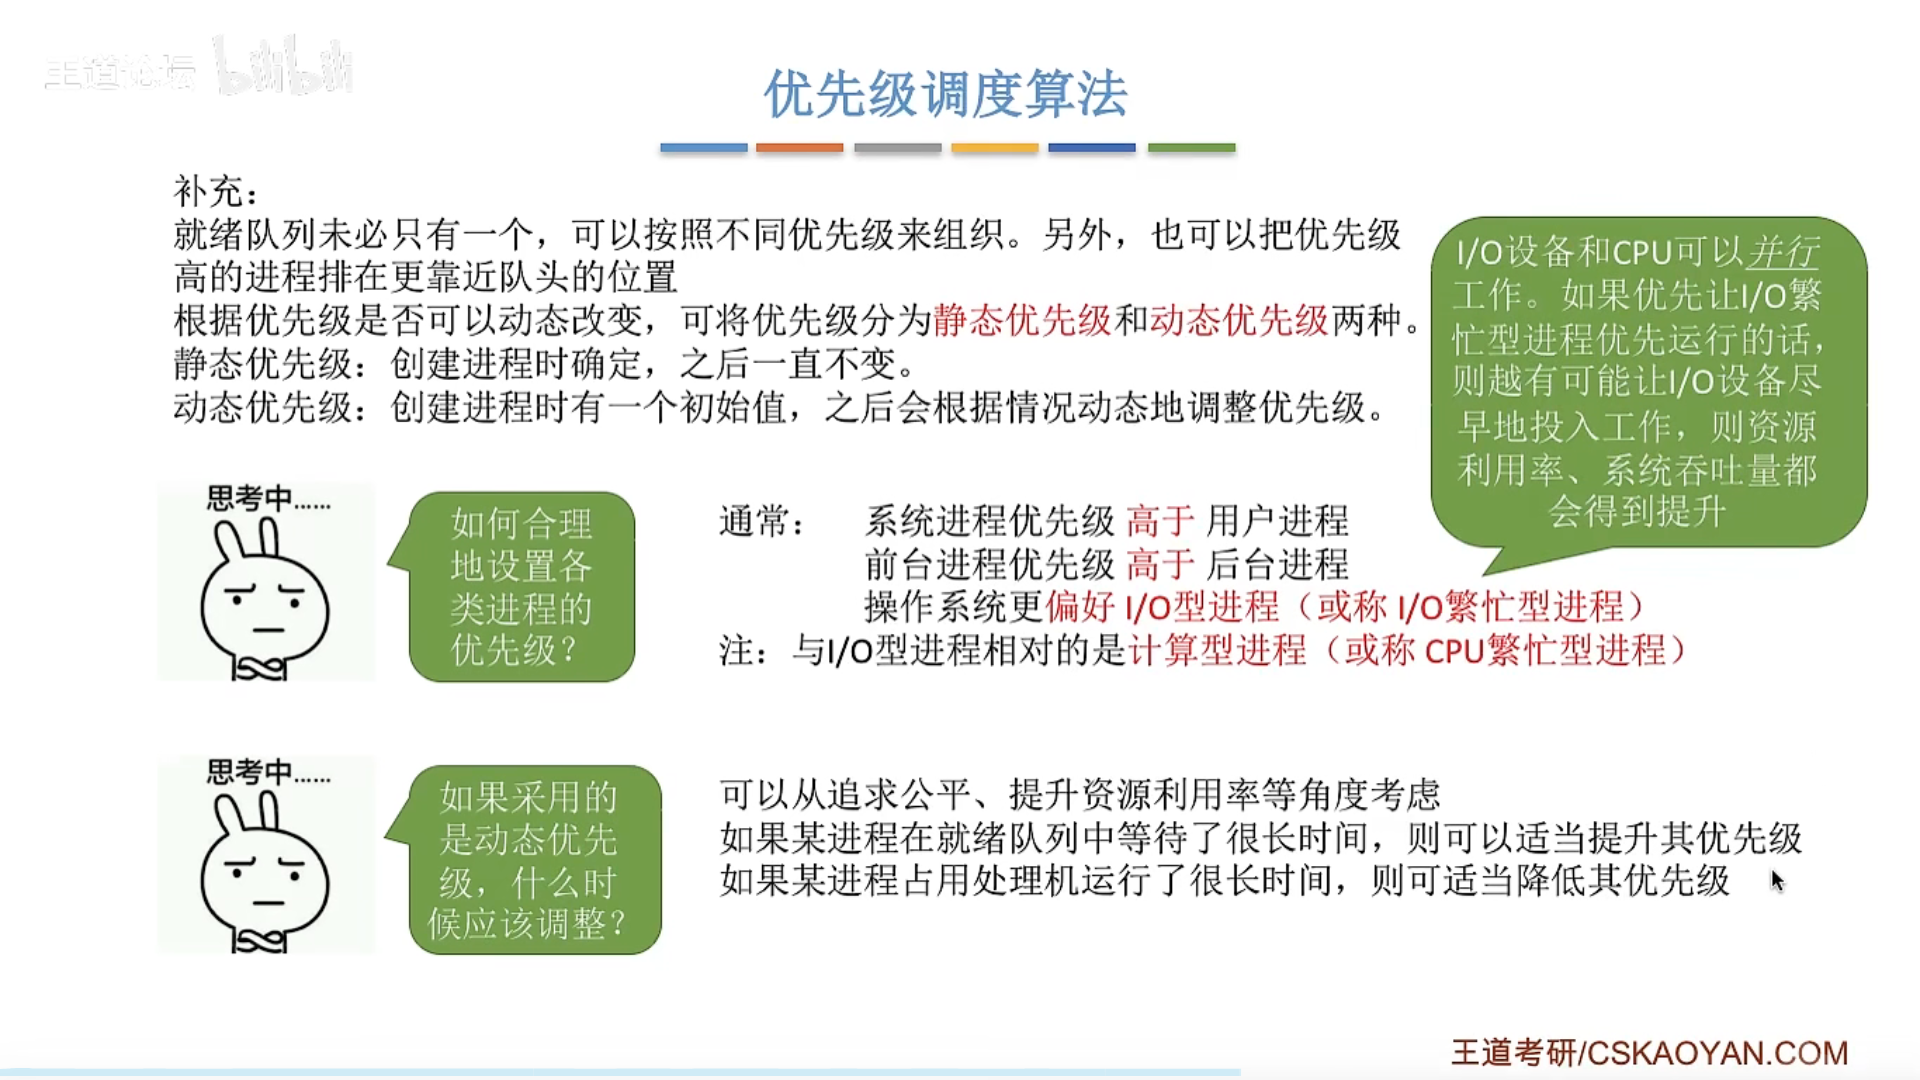 王道论坛 bilibili
优先级调度算法
补充：
就绪队列未必只有一个，可以按照不同优先级来组织。另外，也可以把优先级
高的进程排在更靠近队头的位置
根据优先级是否可以动态改变，可将优先级分为静态优先级和动态优先级两种。
静态优先级：创建进程时确定，之后一直不变。
动态优先级：创建进程时有一个初始值，之后会根据情况动态地调整优先级。
I/O设备和CPU可以并行
工作。如果优先让I/O繁
忙型进程优先运行的话，
则越有可能让I/O设备尽
早地投入工作，则资源
利用率、系统吞吐量都
会得到提升
思考中......
如何合理
地设置各
类进程的
优先级？
通常： 系统进程优先级 高于 用户进程
前台进程优先级 高于 后台进程
操作系统更偏好 I/O型进程（或称 I/O繁忙型进程）
注：与I/O型进程相对的是计算型进程（或称 CPU繁忙型进程）
思考中......
如果采用的
是动态优先
级，什么时
候应该调整？
可以从追求公平、提升资源利用率等角度考虑
如果某进程在就绪队列中等待了很长时间，则可以适当提升其优先级
如果某进程占用处理机运行了很长时间，则可适当降低其优先级
王道考研/CSKAOYAN.COM